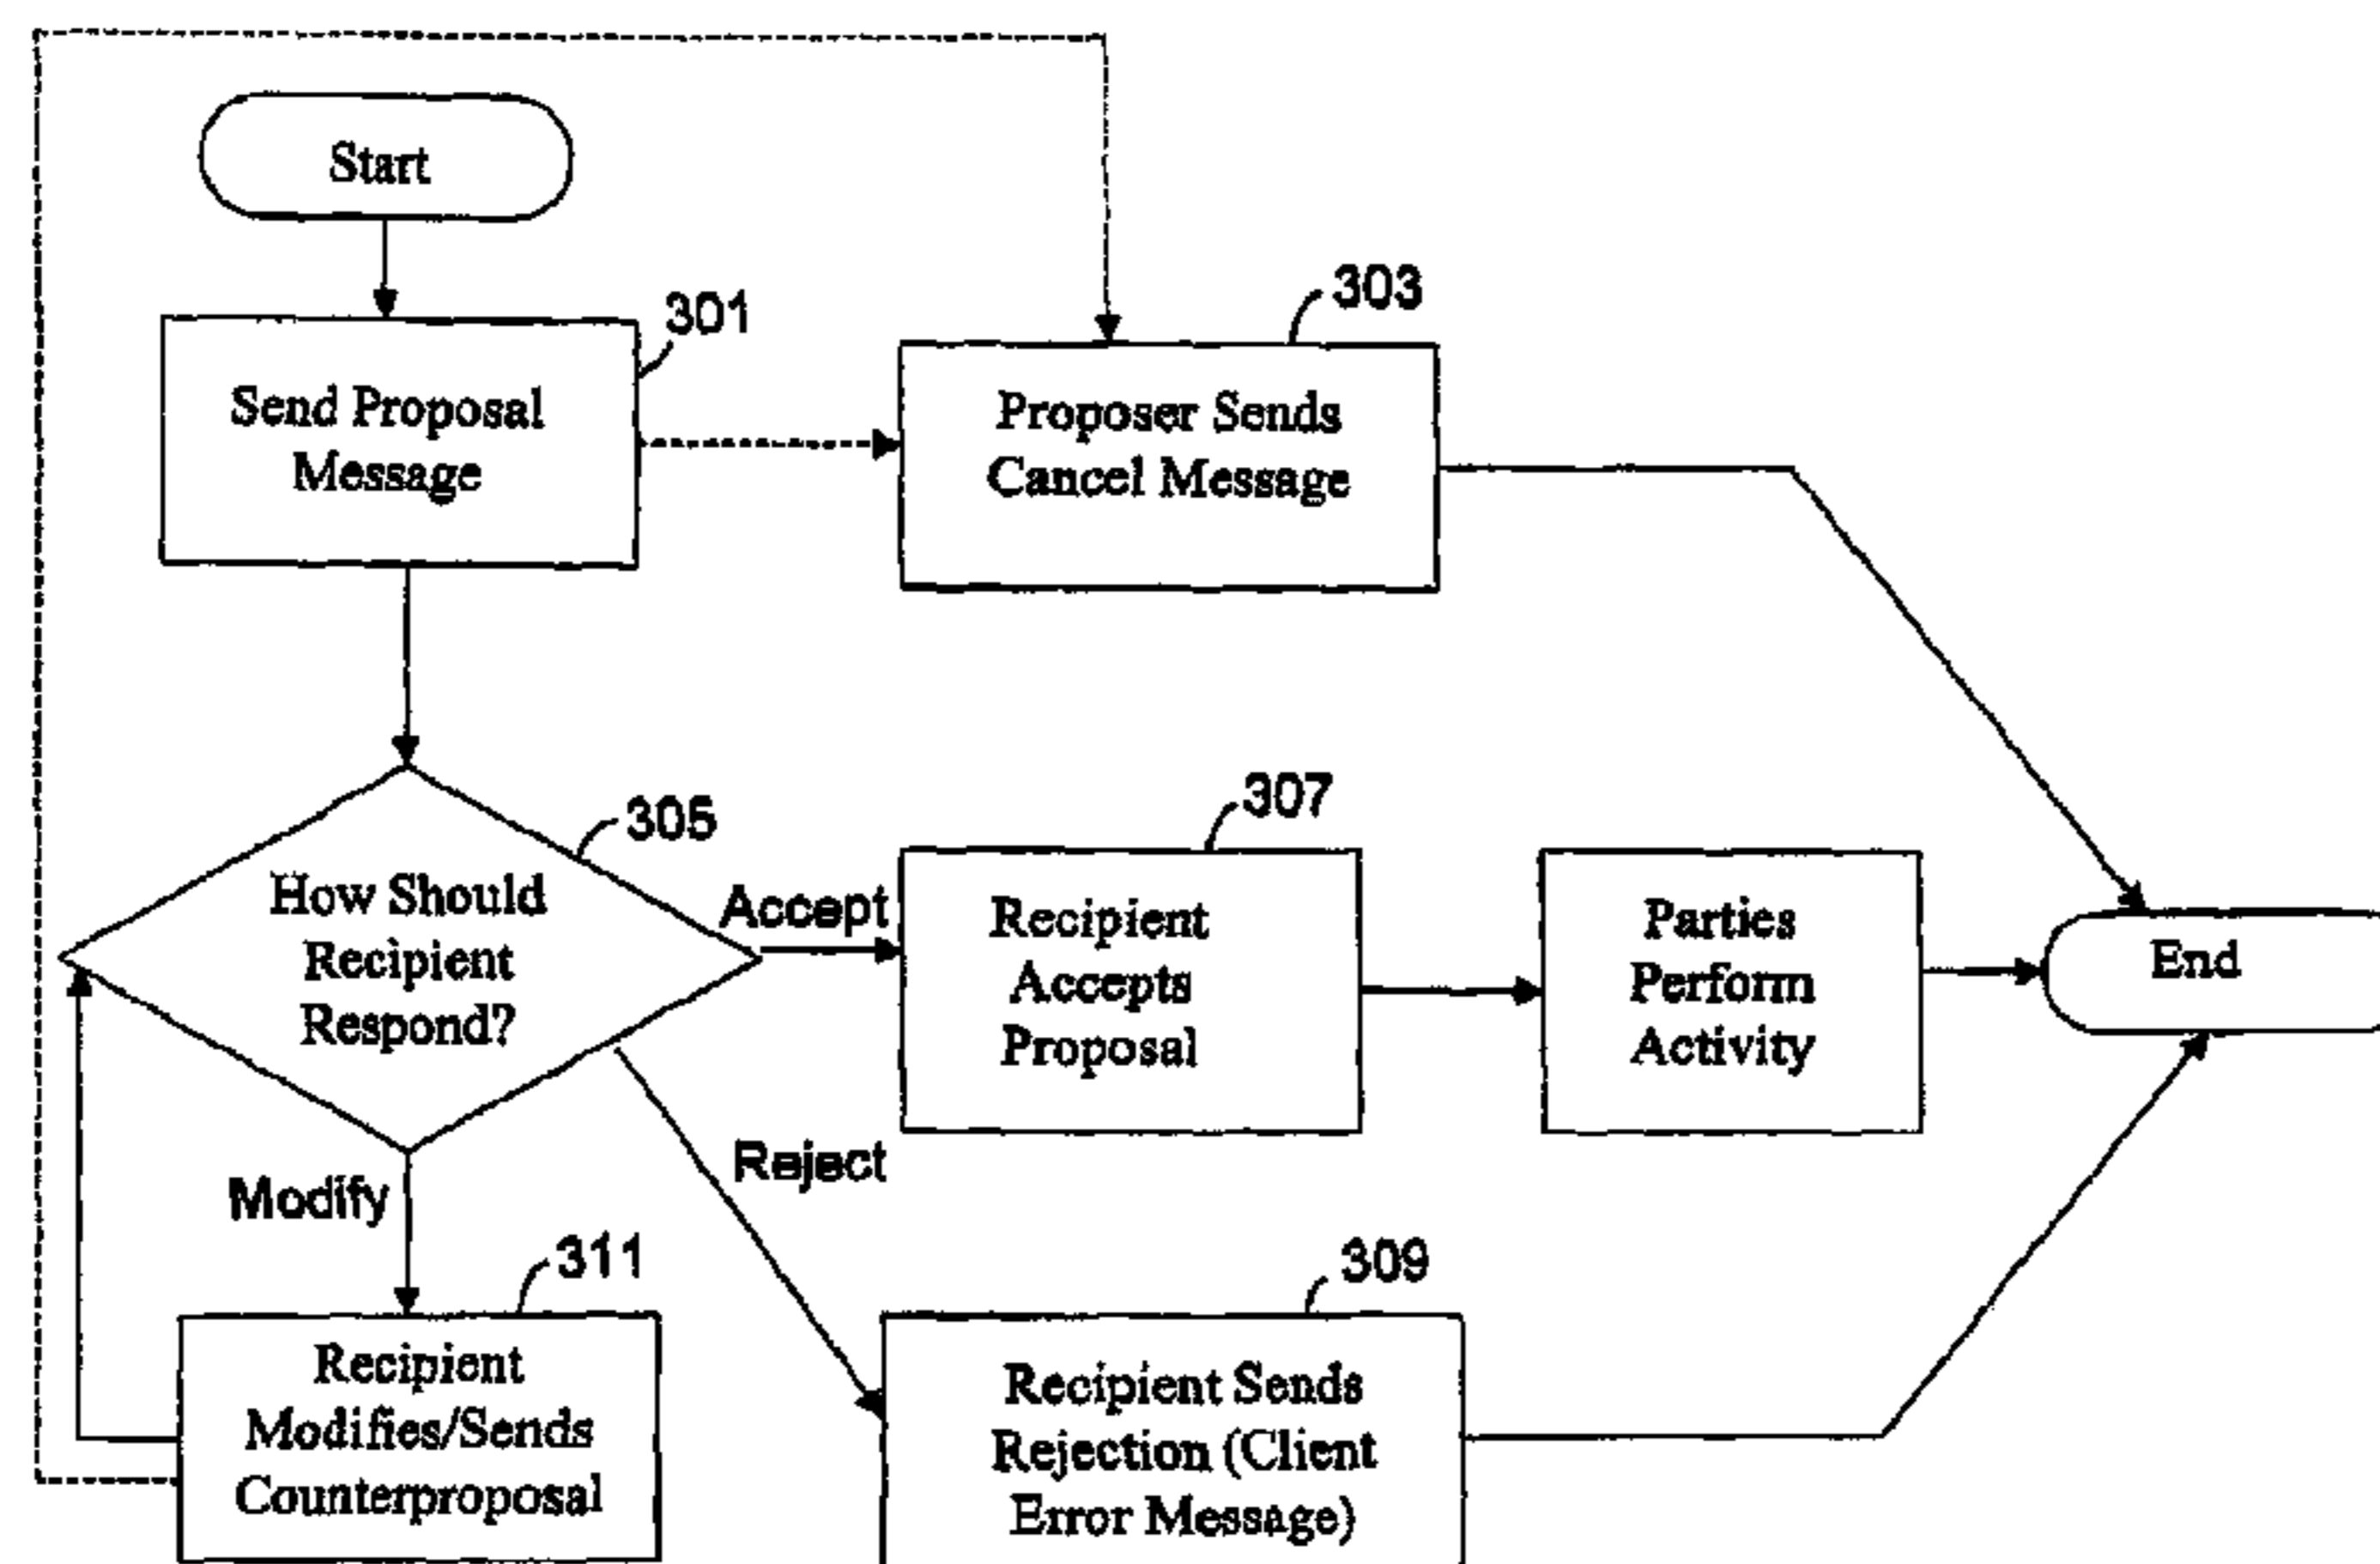 Start
301
Send Proposal
Message
303
Proposer Sends
Cancel Message
305
How Should
Recipient
Respond?
Accept
307
Recipient
Accepts
Proposal
Parties
Perform
Activity
End
Reject
Modify
311
Recipient
Modifies/Sends
Counterproposal
309
Recipient Sends
Rejection (Client
Error Message)